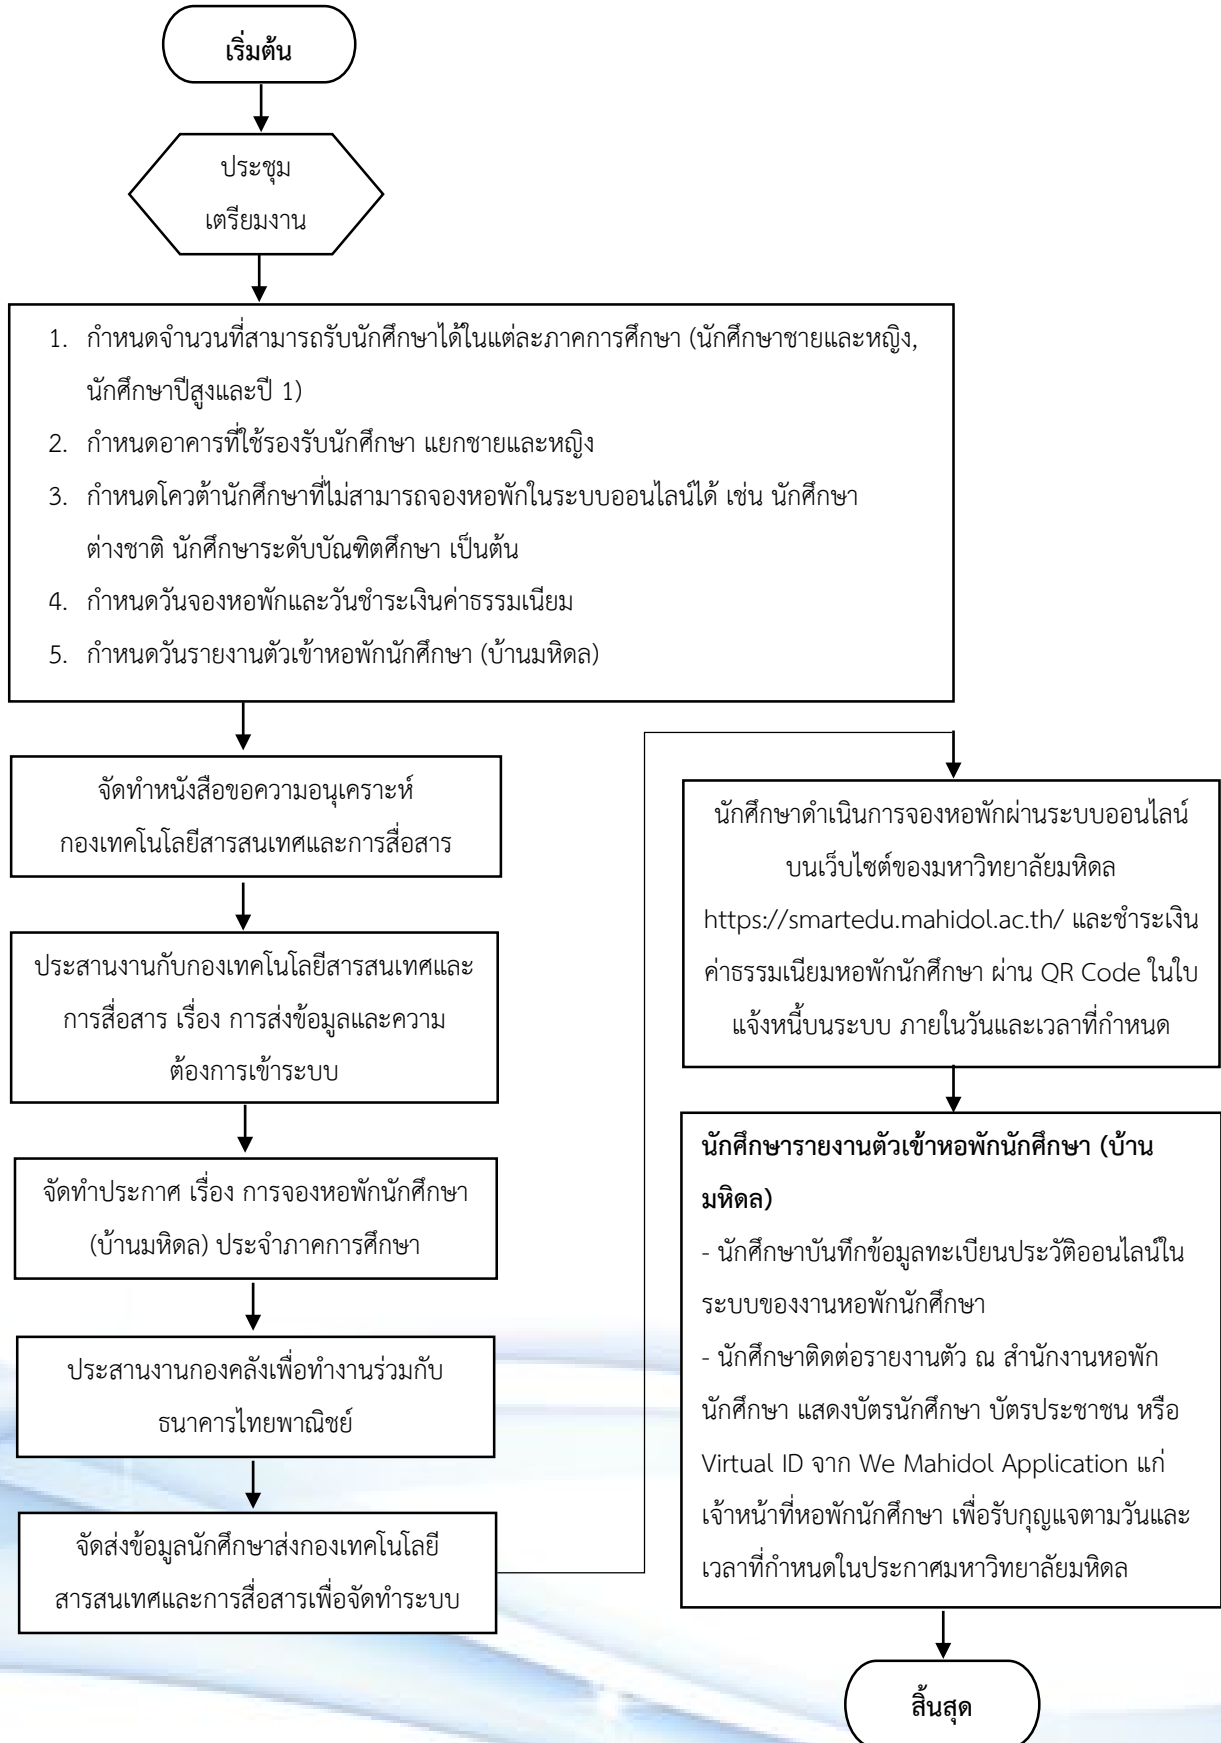 เริ่มต้น
ประชุม
เตรียมงาน
1. กำหนดจำนวนที่สามารถรับนักศึกษาได้ในแต่ละภาคการศึกษา (นักศึกษาชายและหญิง,
นักศึกษาปีสูงและปี 1)
2. กำหนดอาคารที่ใช้รองรับนักศึกษา แยกชายและหญิง
3. กำหนดโควต้านักศึกษาที่ไม่สามารถจองหอพักในระบบออนไลน์ได้ เช่น นักศึกษา
ต่างชาติ นักศึกษาระดับบัณฑิตศึกษา เป็นต้น
4. กำหนดวันจองหอพักและวันชำระเงินค่าธรรมเนียม
5. กำหนดวันรายงานตัวเข้าหอพักนักศึกษา (บ้านมหิดล)
จัดทำหนังสือขอความอนุเคราะห์
กองเทคโนโลยีสารสนเทศและการสื่อสาร
ประสานงานกับกองเทคโนโลยีสารสนเทศและ
การสื่อสาร เรื่อง การส่งข้อมูลและความ
ต้องการเข้าระบบ
จัดทำประกาศ เรื่อง การจองหอพักนักศึกษา
(บ้านมหิดล) ประจำภาคการศึกษา
ประสานงานกองคลังเพื่อทำงานร่วมกับ
ธนาคารไทยพาณิชย์
จัดส่งข้อมูลนักศึกษาส่งกองเทคโนโลยี
สารสนเทศและการสื่อสารเพื่อจัดทำระบบ
นักศึกษาดำเนินการจองหอพักผ่านระบบออนไลน์
บนเว็บไซต์ของมหาวิทยาลัยมหิดล
https://smartedu.mahidol.ac.th/ และชำระเงิน
ค่าธรรมเนียมหอพักนักศึกษา ผ่าน QR Code ในใบ
แจ้งหนี้บนระบบ ภายในวันและเวลาที่กำหนด
นักศึกษารายงานตัวเข้าหอพักนักศึกษา (บ้าน
มหิดล)
- นักศึกษาบันทึกข้อมูลทะเบียนประวัติออนไลน์ใน
ระบบของงานหอพักนักศึกษา
- นักศึกษาติดต่อรายงานตัว ณ สำนักงานหอพัก
นักศึกษา แสดงบัตรนักศึกษา บัตรประชาชน หรือ
Virtual ID จาก We Mahidol Application แก่
เจ้าหน้าที่หอพักนักศึกษา เพื่อรับกุญแจตามวันและ
เวลาที่กำหนดในประกาศมหาวิทยาลัยมหิดล
สิ้นสุด